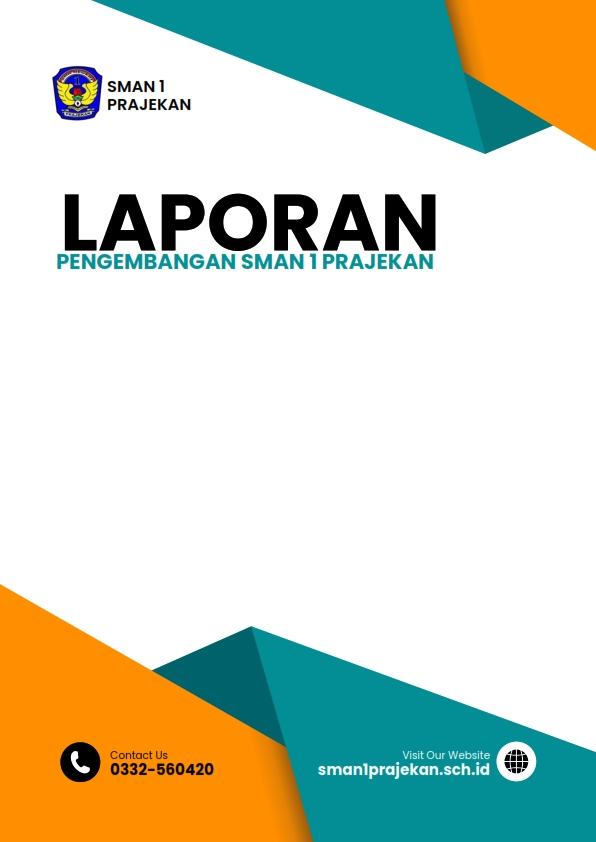 SMAN 1
PRAJEKAN
LAPORAN
PENGEMBANGAN SMAN 1 PRAJEKAN
Contact Us
0332-560420
Visit Our Website
sman1prajekan.sch.id